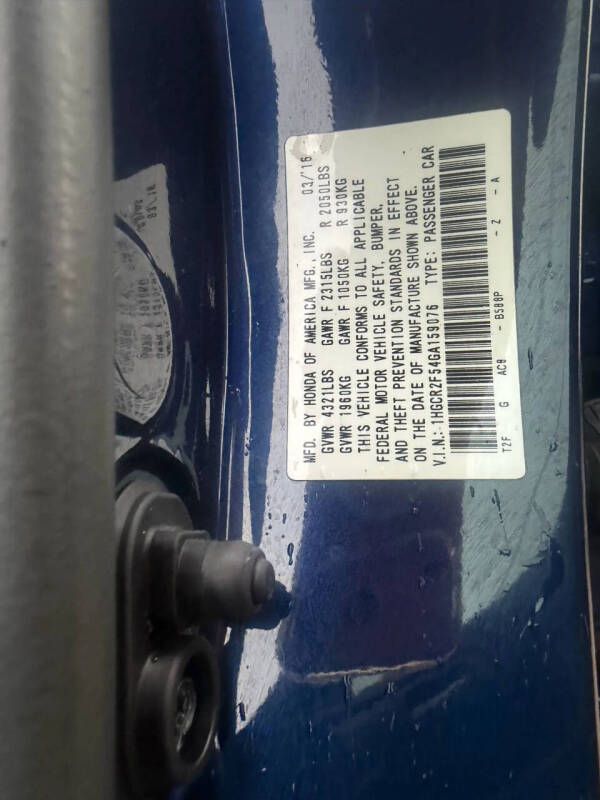 MFD. BY HONDA OF AMERICA MFG., INC. 03/'16
GVWR 4321LBS GAWR F 2315LBS R 2050LBS
GVWR 1960KG GAWR F 1050KG R 930KG
THIS VEHICLE CONFORMS TO ALL APPLICABLE
FEDERAL MOTOR VEHICLE SAFETY, BUMPER,
AND THEFT PREVENTION STANDARDS IN EFFECT
ON THE DATE OF MANUFACTURE SHOWN ABOVE.
V.I.N.: 1HGCR2F54GA159076 TYPE: PASSENGER CAR
T2F G AC8 - B588P - Z - A